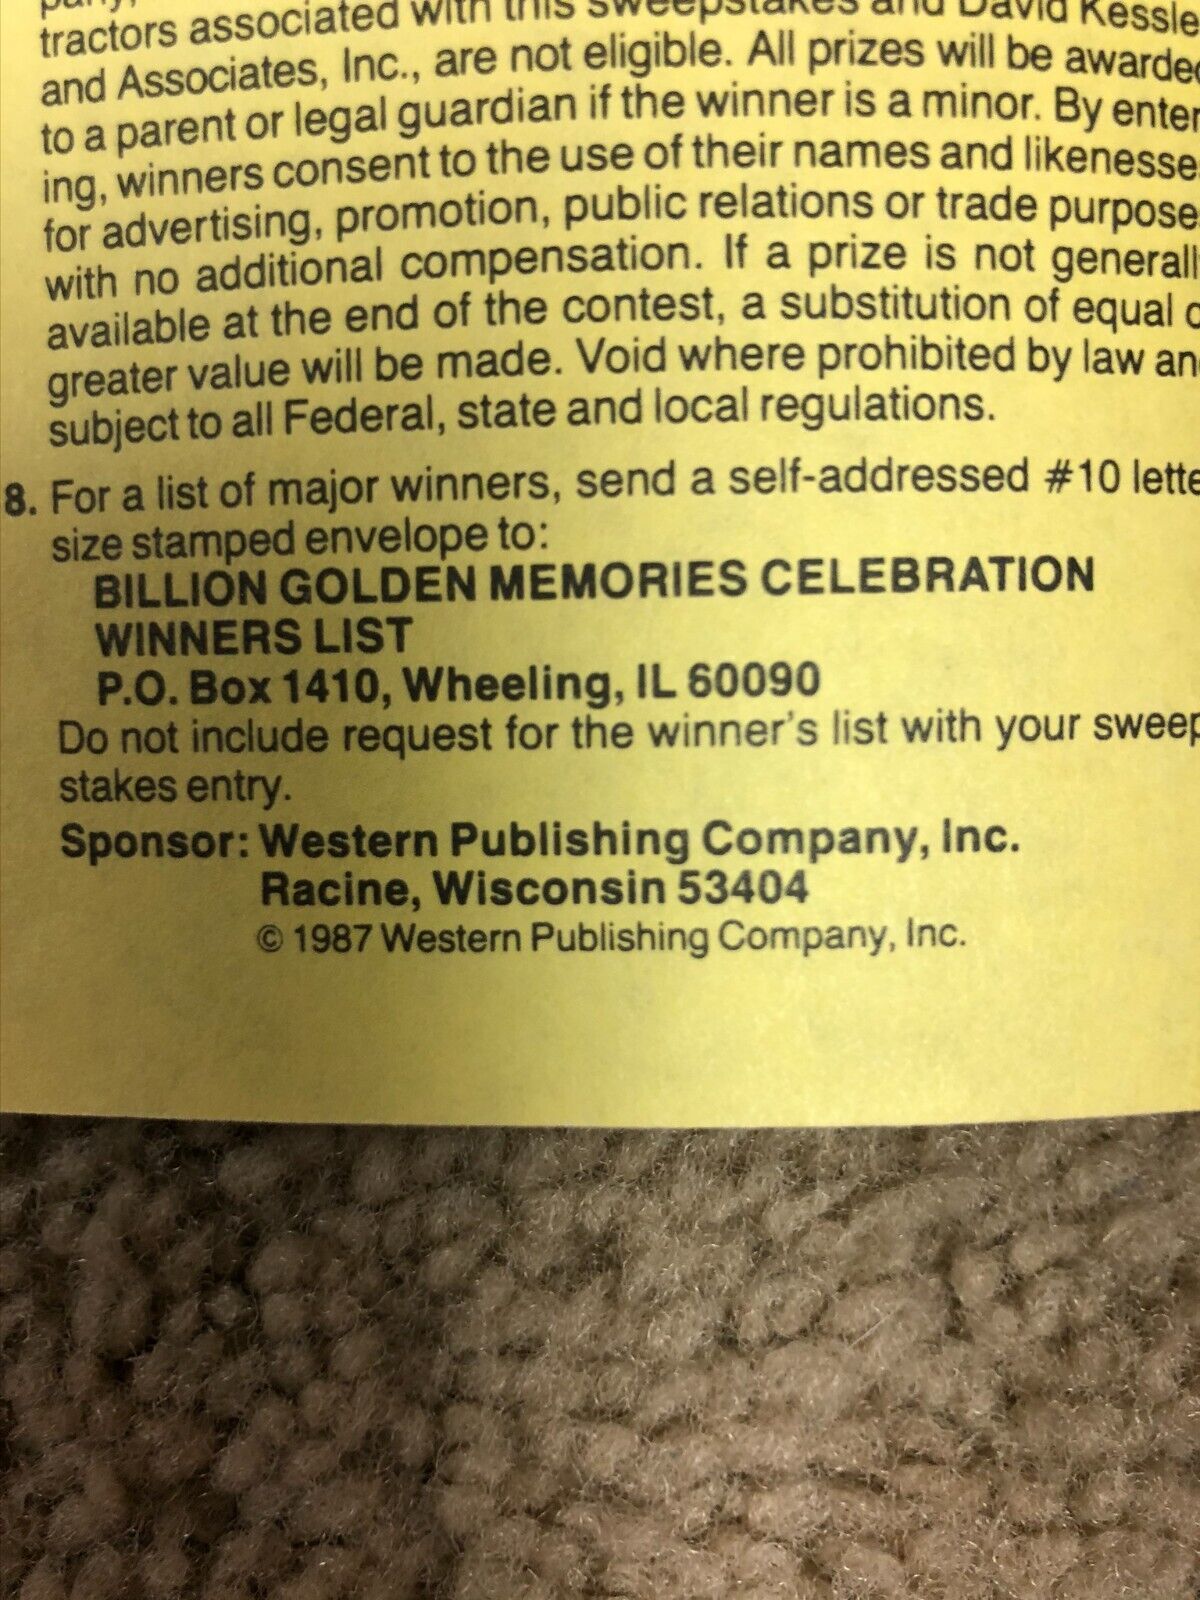 tractors associated with this sweepstakes and David Kessle
and Associates, Inc., are not eligible. All prizes will be awarded
to a parent or legal guardian if the winner is a minor. By enter
ing, winners consent to the use of their names and likenesse
for advertising, promotion, public relations or trade purpose
with no additional compensation. If a prize is not generall
available at the end of the contest, a substitution of equal o
greater value will be made. Void where prohibited by law an
subject to all Federal, state and local regulations.
8. For a list of major winners, send a self-addressed #10 lette
size stamped envelope to:
BILLION GOLDEN MEMORIES CELEBRATION
WINNERS LIST
P.O. Box 1410, Wheeling, IL 60090
Do not include request for the winner's list with your sweep
stakes entry.
Sponsor: Western Publishing Company, Inc.
Racine, Wisconsin 53404
© 1987 Western Publishing Company, Inc.